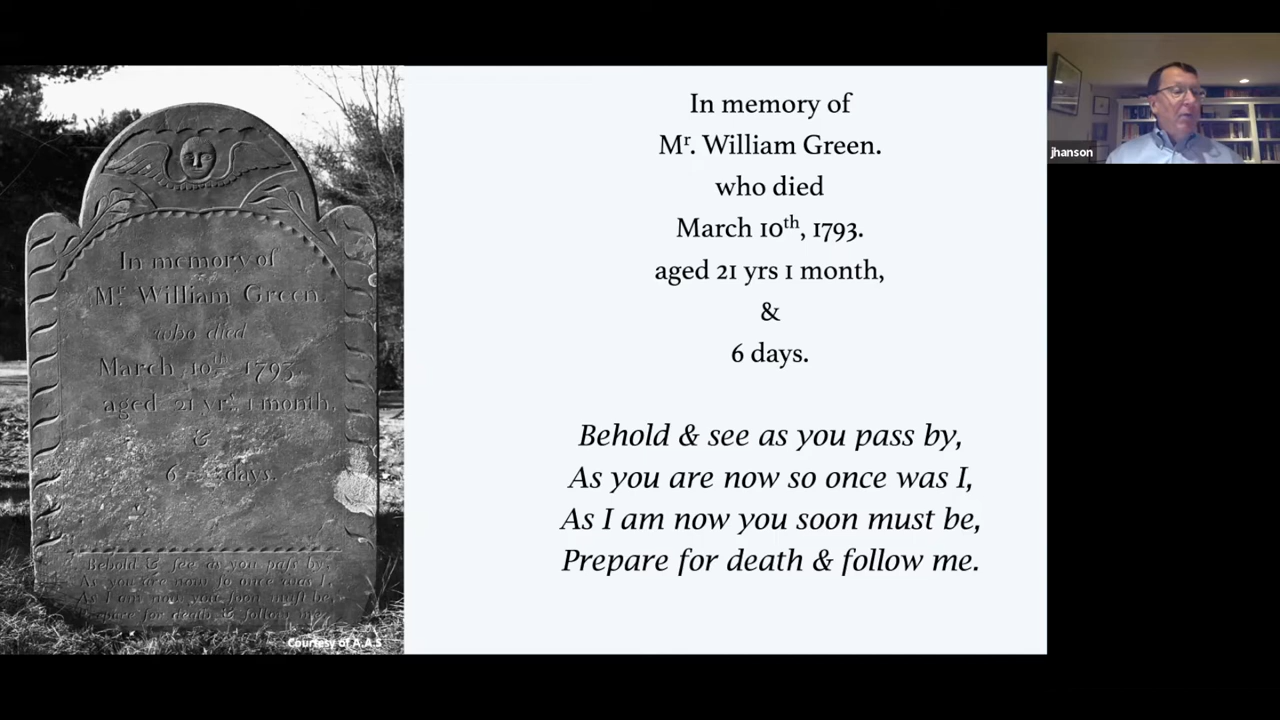 In memory of
Mr. William Green.
who died
March 10th 1793.
aged 21 yrs 1 month,
&
6 days.
Behold & see as you pass by,
As you are now so once was I,
As I am now you soon must be,
Prepare for death & follow me.
Courtesy of A.A.S
In memory of
Mr. William Green.
who died
March 10th, 1793.
aged 21 yrs 1 month,
&
6 days.
Behold & see as you pass by,
As you are now so once was I,
As I am now you soon must be,
Prepare for death & follow me.
jhanson